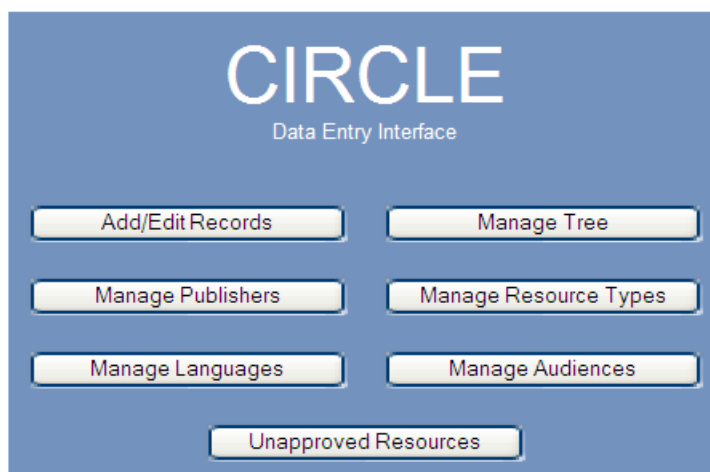 CIRCLE
Data Entry Interface
Add/Edit Records
Manage Tree
Manage Publishers
Manage Resource Types
Manage Languages
Manage Audiences
Unapproved Resources